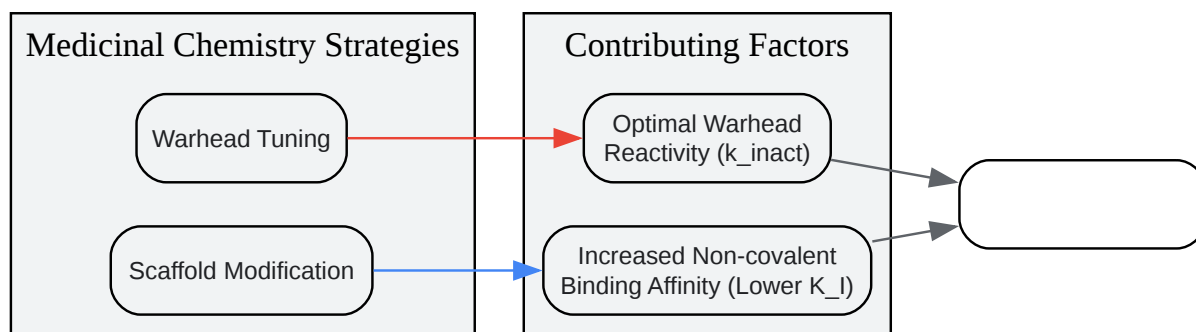 Medicinal Chemistry Strategies
Warhead Tuning
Scaffold Modification
Contributing Factors
Optimal Warhead
Reactivity (k_inact)
Increased Non-covalent
Binding Affinity (Lower K_I)